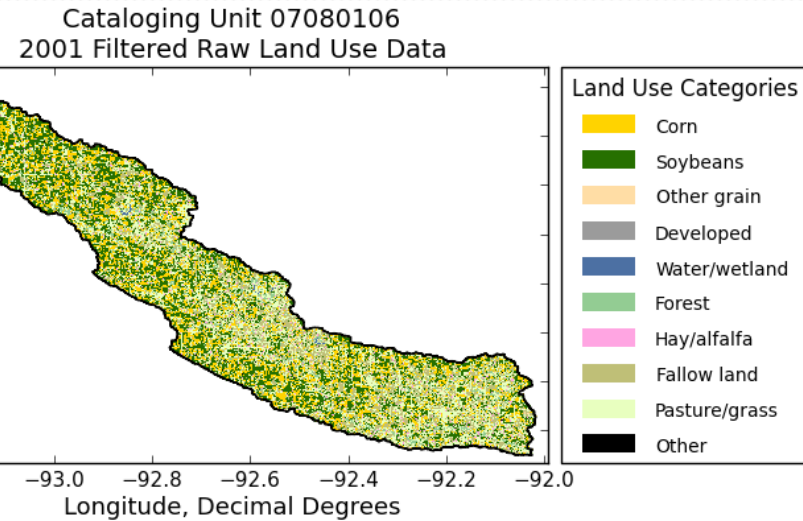 Cataloging Unit 07080106
2001 Filtered Raw Land Use Data
Land Use Categories
Corn
Soybeans
Other grain
Developed
Water/wetland
Forest
Hay/alfalfa
Fallow land
Pasture/grass
Other
−93.0 −92.8 −92.6 −92.4 −92.2 −92.0
Longitude, Decimal Degrees